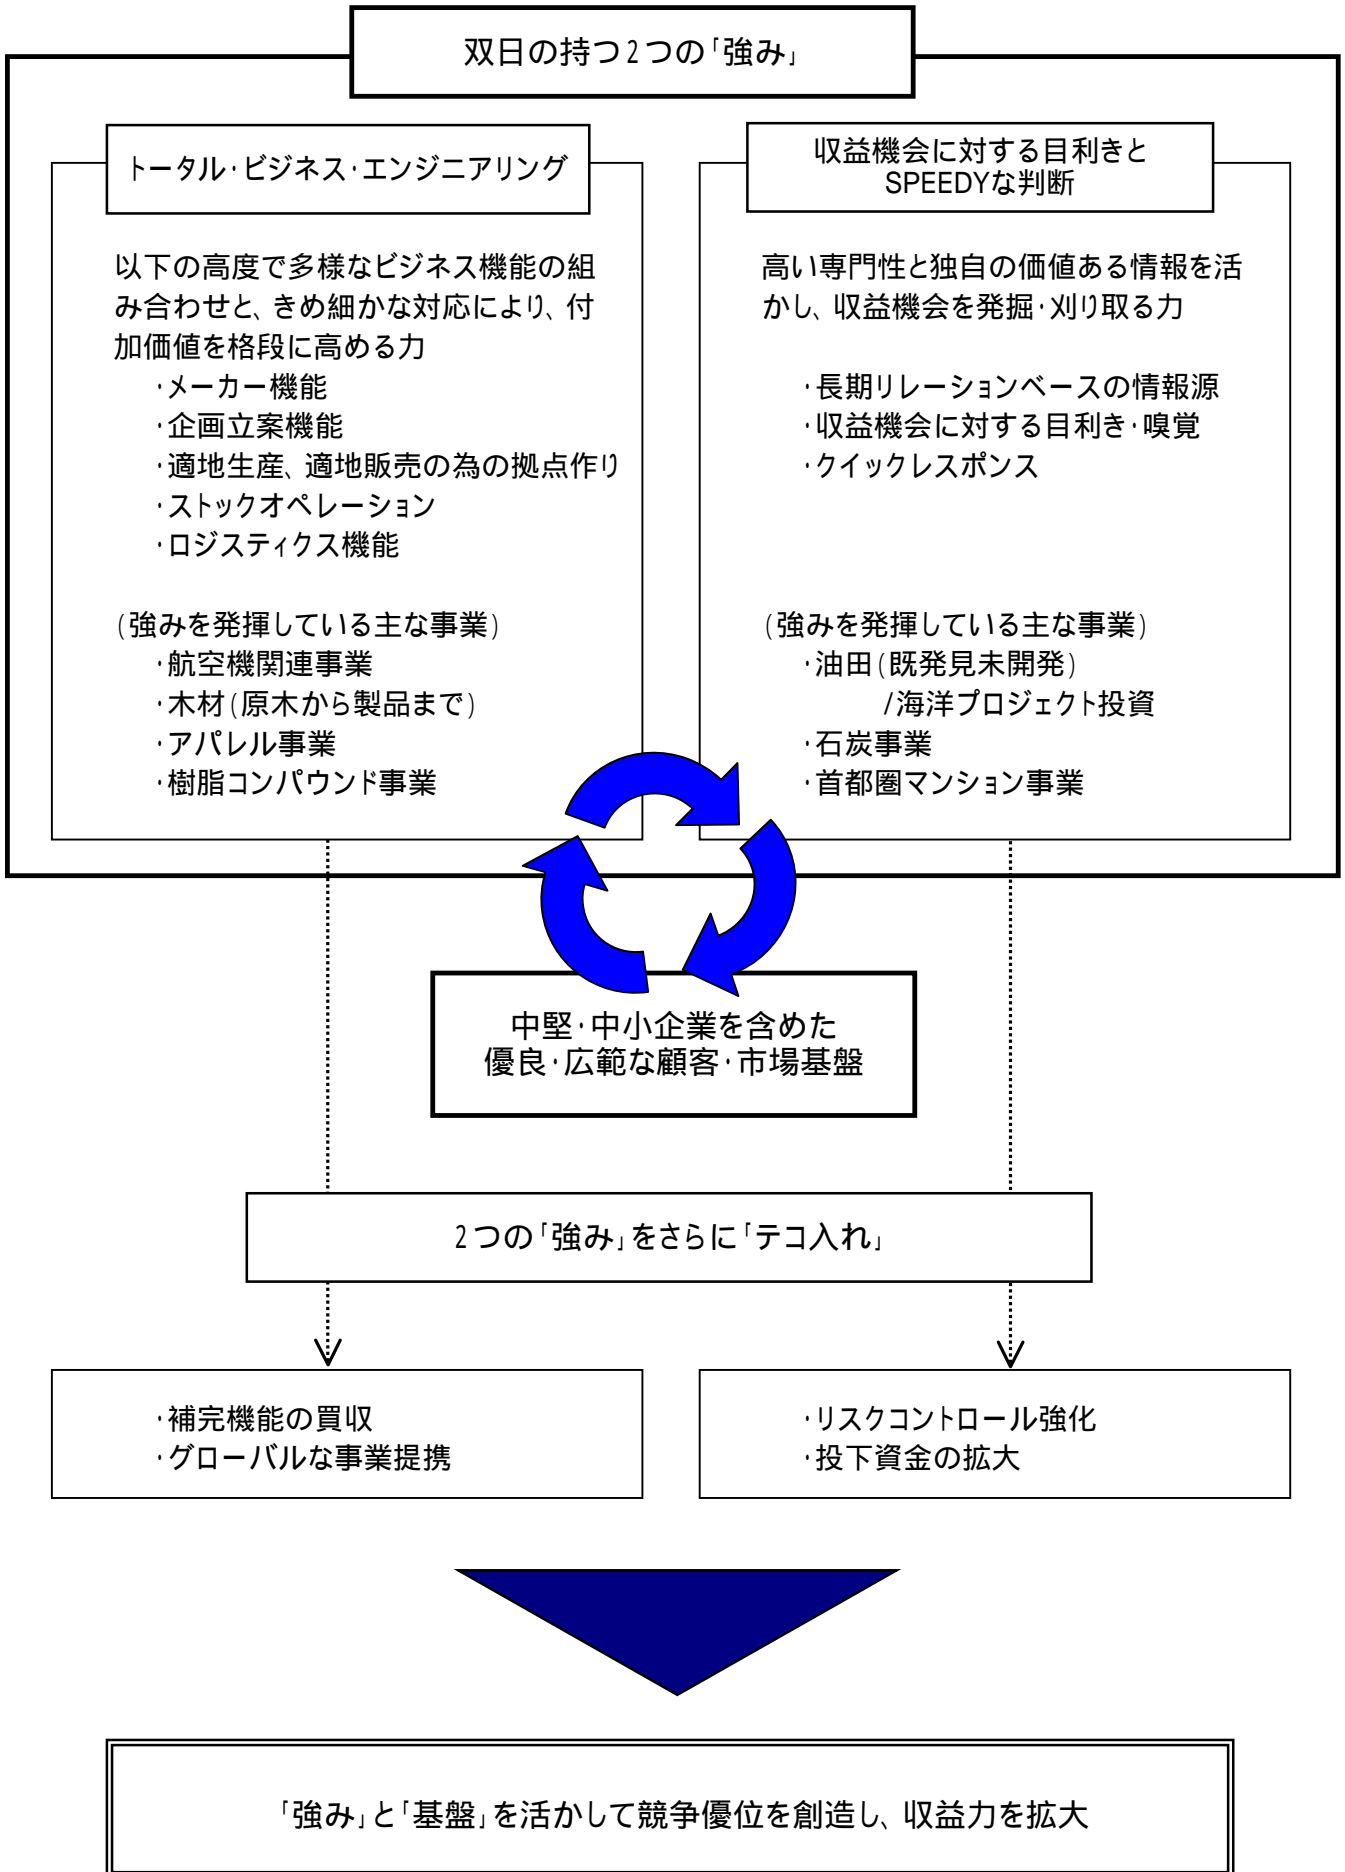 双日の持つ2つの「強み」
トータル・ビジネス・エンジニアリング
以下の高度で多様なビジネス機能の組
み合わせと、きめ細かな対応により、付
加価値を格段に高める力
・メーカー機能
・企画立案機能
・適地生産、適地販売の為の拠点作り
・ストックオペレーション
・ロジスティクス機能
(強みを発揮している主な事業)
・航空機関連事業
・木材(原木から製品まで)
・アパレル事業
・樹脂コンパウンド事業
収益機会に対する目利きと
SPEEDYな判断
高い専門性と独自の価値ある情報を活
かし、収益機会を発掘・刈り取る力
・長期リレーションベースの情報源
・収益機会に対する目利き・嗅覚
・クイックレスポンス
(強みを発揮している主な事業)
・油田(既発見未開発)
/海洋プロジェクト投資
・石炭事業
・首都圏マンション事業
中堅・中小企業を含めた
優良・広範な顧客・市場基盤
2つの「強み」をさらに「テコ入れ」
・補完機能の買収
・グローバルな事業提携
・リスクコントロール強化
・投下資金の拡大
「強み」と「基盤」を活かして競争優位を創造し、収益力を拡大